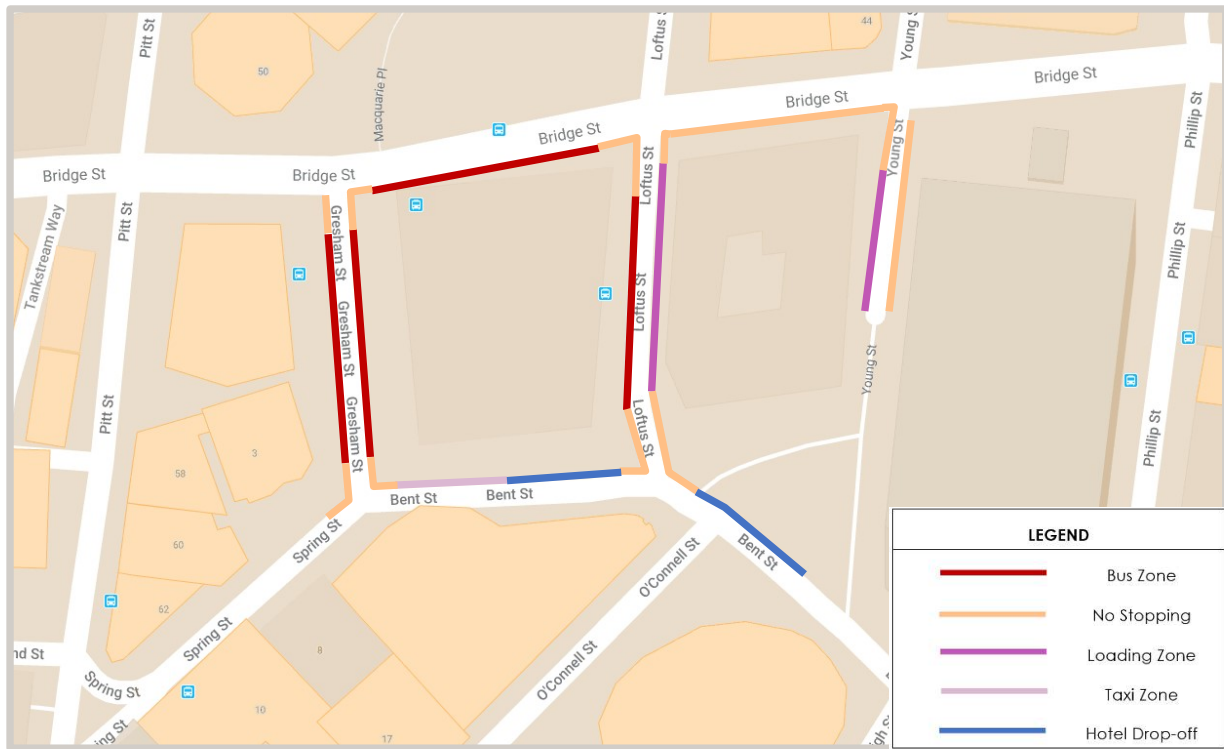 Pitt St
Loftus S
Young S
44
50
Macquarie Pl
Bridge St
Bridge St
Bridge St
Bridge St
Bridge St
Phillip St
Young St
Loftus St
Pitt St
Tankstream Way
Gresham St
Phillip St
Gresham St
Loftus St
Young St
Pitt St
Gresham St
Loftus St
Phillip St
3
58
Bent St
Bent St
60
Spring St
O'Connell St
Bent St
62
Spring St
8
nd St
Spring St
O'Connell St
10
17
ng St
gh S
LEGEND
Bus Zone
No Stopping
Loading Zone
Taxi Zone
Hotel Drop-off